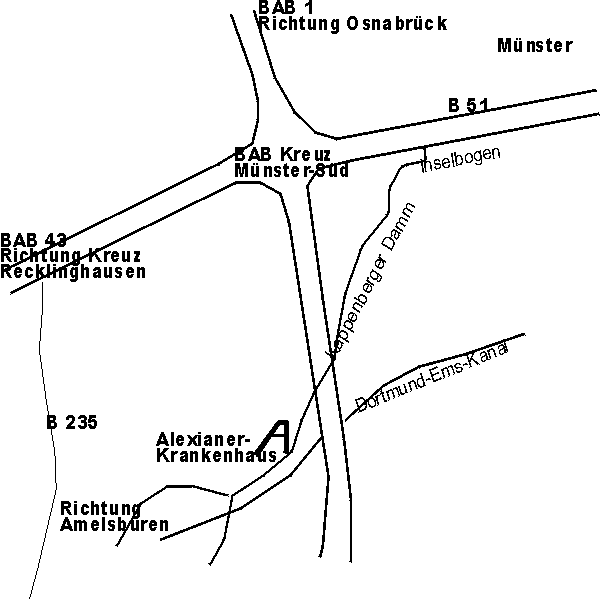 BAB 1
Richtung Osnabrück
Münster
B 51
BAB Kreuz
Münster-Süd
Inselbogen
BAB 43
Richtung Kreuz
Recklinghausen
Kappenberger Damm
Dortmund-Ems-Kanal
B 235
A
Alexianer-
Krankenhaus
Richtung
Amelsbüren